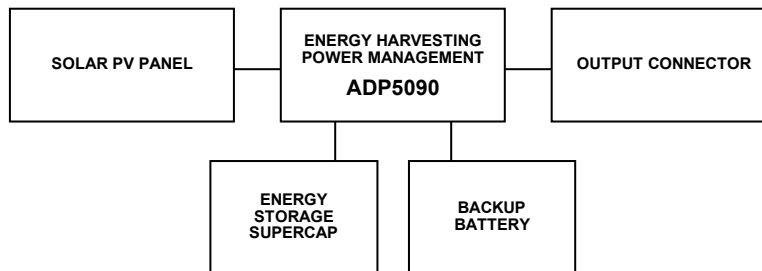 SOLAR PV PANEL
ENERGY HARVESTING
POWER MANAGEMENT
ADP5090
OUTPUT CONNECTOR
ENERGY
STORAGE
SUPERCAP
BACKUP
BATTERY